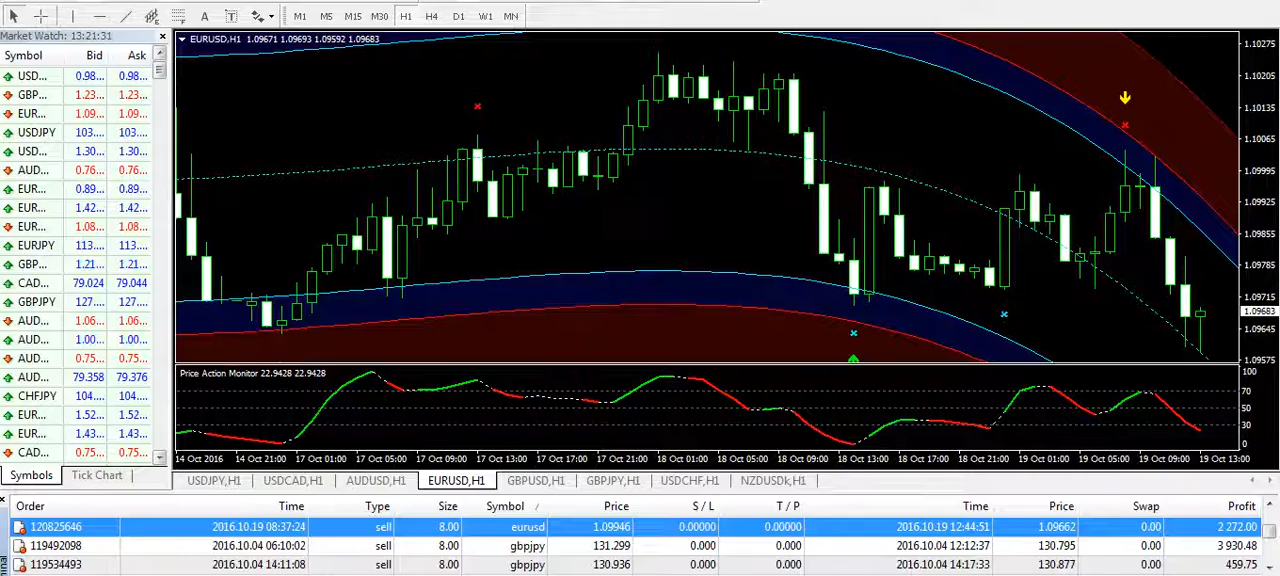 A T M1 M5 M15 M30 H1 H4 D1 W1 MN
Market Watch: 13:21:31
Symbol Bid Ask
USD... 0.98... 0.98...
GBP... 1.23... 1.23...
EUR... 1.09... 1.09...
USDJPY 103.... 103....
USD... 1.30... 1.30...
AUD... 0.76... 0.76...
EUR... 0.89... 0.89...
EUR... 1.42... 1.42...
EUR... 1.08... 1.08...
EURJPY 113.... 113....
GBP... 1.21... 1.21...
CAD... 79.024 79.044
GBPJPY 127.... 127....
AUD... 1.06... 1.06...
AUD... 1.00... 1.00...
AUD... 0.75... 0.75...
AUD... 79.358 79.376
CHFJPY 104.... 104....
EUR... 1.52... 1.52...
EUR... 1.43... 1.43...
CAD... 0.75... 0.75...
Symbols Tick Chart
EURUSD,H1 1.09671 1.09693 1.09592 1.09683
1.10275
1.10205
1.10135
1.10065
1.09995
1.09925
1.09855
1.09785
1.09715
1.09683
1.09645
1.09575
Price Action Monitor 22.9428 22.9428
100
70
50
30
0
14 Oct 2016 14 Oct 21:00 17 Oct 01:00 17 Oct 05:00 17 Oct 09:00 17 Oct 13:00 17 Oct 17:00 17 Oct 21:00 18 Oct 01:00 18 Oct 05:00 18 Oct 09:00 18 Oct 13:00 18 Oct 17:00 18 Oct 21:00 19 Oct 01:00 19 Oct 05:00 19 Oct 09:00 19 Oct 13:00
USDJPY,H1 USDCAD,H1 AUDUSD,H1 EURUSD,H1 GBPUSD,H1 GBPJPY,H1 USDCHF,H1 NZDUSDk,H1
Order Time Type Size Symbol / Price S / L T / P Time Price Swap Profit
120825646 2016.10.19 08:37:24 sell 8.00 eurusd 1.09946 0.00000 0.00000 2016.10.19 12:44:51 1.09662 0.00 2 272.00
119492098 2016.10.04 06:10:02 sell 8.00 gbpjpy 131.299 0.000 0.000 2016.10.04 12:12:37 130.795 0.00 3 930.48
119534493 2016.10.04 14:11:08 sell 8.00 gbpjpy 130.936 0.000 0.000 2016.10.04 14:17:33 130.877 0.00 459.75